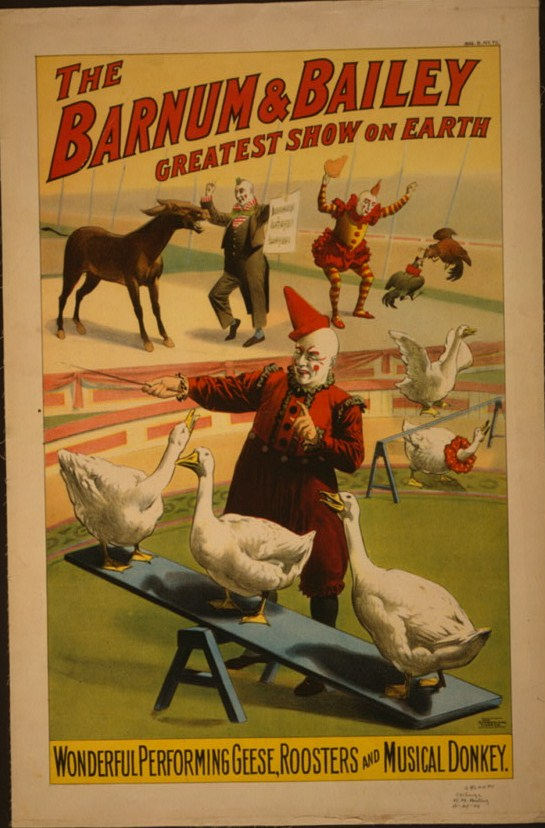 THE
BARNUM & BAILEY
GREATEST SHOW ON EARTH
WONDERFUL PERFORMING GEESE, ROOSTERS AND MUSICAL DONKEY.